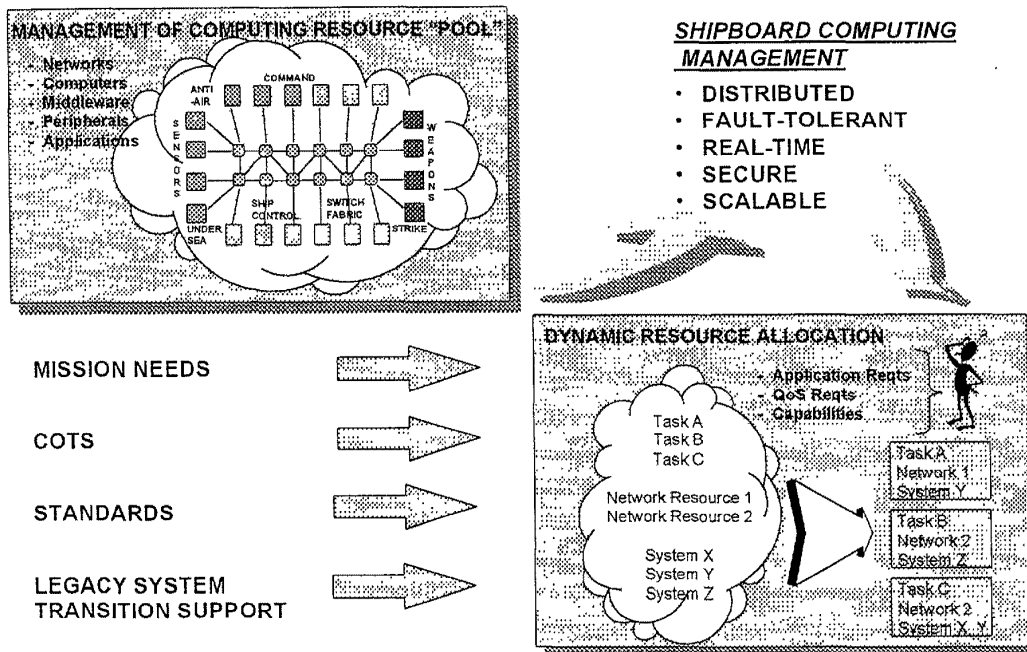 MANAGEMENT OF COMPUTING RESOURCE "POOL"
- Networks
- Computers
- Middleware
- Peripherals
- Applications
COMMAND
ANTI
-AIR
SENSORS
WEAPONS
SHIP
CONTROL
SWITCH
FABRIC
UNDER
SEA
STRIKE
SHIPBOARD COMPUTING
MANAGEMENT
• DISTRIBUTED
• FAULT-TOLERANT
• REAL-TIME
• SECURE
• SCALABLE
MISSION NEEDS
COTS
STANDARDS
LEGACY SYSTEM
TRANSITION SUPPORT
DYNAMIC RESOURCE ALLOCATION
- Application Reqts
- QoS Reqts
- Capabilities
Task A
Task B
Task C
Network Resource 1
Network Resource 2
System X
System Y
System Z
Task A
Network 1
System Y
Task B
Network 2
System Z
Task C
Network 2
System X, Y